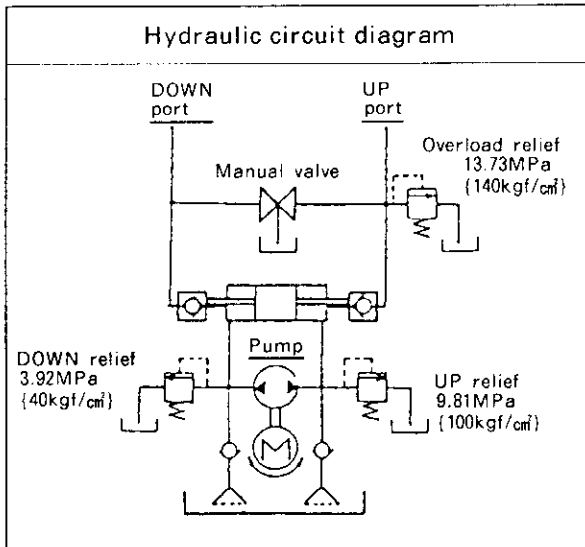 Hydraulic circuit diagram
DOWN
port
UP
port
Overload relief
13.73MPa
{140kgf/㎠}
Manual valve
DOWN relief
3.92MPa
{40kgf/㎠}
Pump
UP relief
9.81MPa
{100kgf/㎠}
M